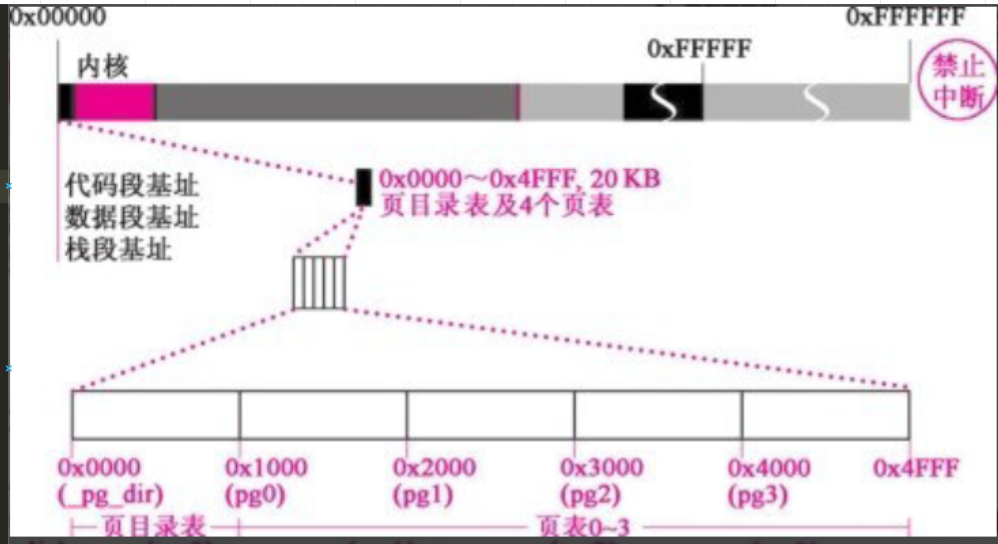 0x00000
0xFFFFFFF
0xFFFFF
内核
禁止
中断
代码段基址
数据段基址
栈段基址
0x0000～0x4FFF, 20 KB
页目录表及4个页表
0x0000 0x1000 0x2000 0x3000 0x4000 0x4FFF
(_pg_dir) (pg0) (pg1) (pg2) (pg3)
页目录表 页表0~3